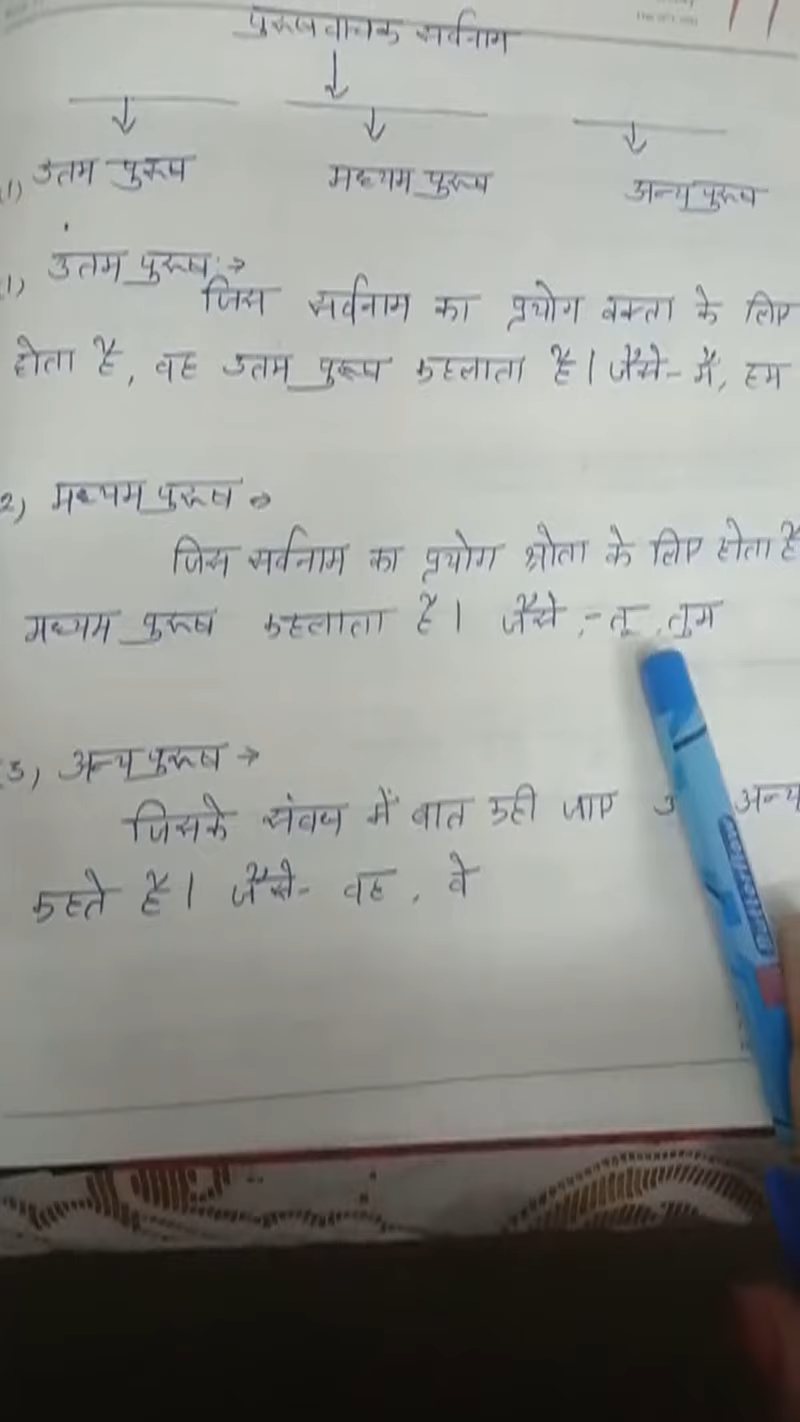 पुरुषवाचक सर्वनाम
1) उतम पुरुष मध्यम पुरुष अन्य पुरुष
1) उतम पुरुष :→
जिस सर्वनाम का प्रयोग वक्ता के लिए
होता है, वह उतम पुरुष कहलाता है। जैसे- मैं, हम
2) मध्यम पुरुष →
जिस सर्वनाम का प्रयोग श्रोता के लिए होता है
मध्यम पुरुष कहलाता है। जैसे,- तू, तुम
3) अन्य पुरुष →
जिसके संवध में वात कही जाए अन्य
कहते है। जैसे- वह, वे